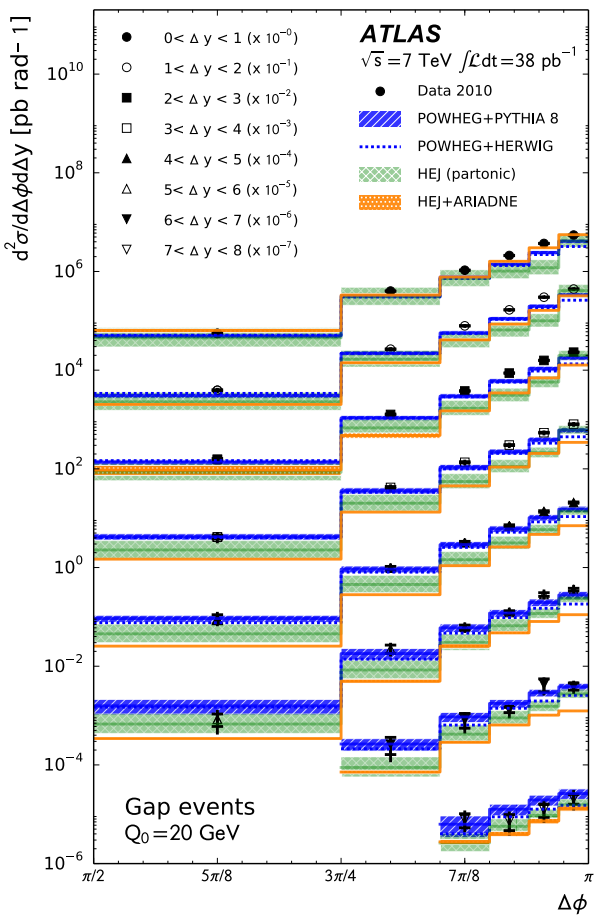 ATLAS
√s = 7 TeV ∫ℒdt = 38 pb⁻¹
Data 2010
POWHEG+PYTHIA 8
POWHEG+HERWIG
HEJ (partonic)
HEJ+ARIADNE
0< Δ y < 1 (x 10⁻⁰)
1< Δ y < 2 (x 10⁻¹)
2< Δ y < 3 (x 10⁻²)
3< Δ y < 4 (x 10⁻³)
4< Δ y < 5 (x 10⁻⁴)
5< Δ y < 6 (x 10⁻⁵)
6< Δ y < 7 (x 10⁻⁶)
7< Δ y < 8 (x 10⁻⁷)
d²σ/dΔϕdΔy [pb rad−1]
10¹⁰
10⁸
10⁶
10⁴
10²
10⁰
10⁻²
10⁻⁴
10⁻⁶
Gap events
Q₀=20 GeV
π/2 5π/8 3π/4 7π/8 π
Δϕ